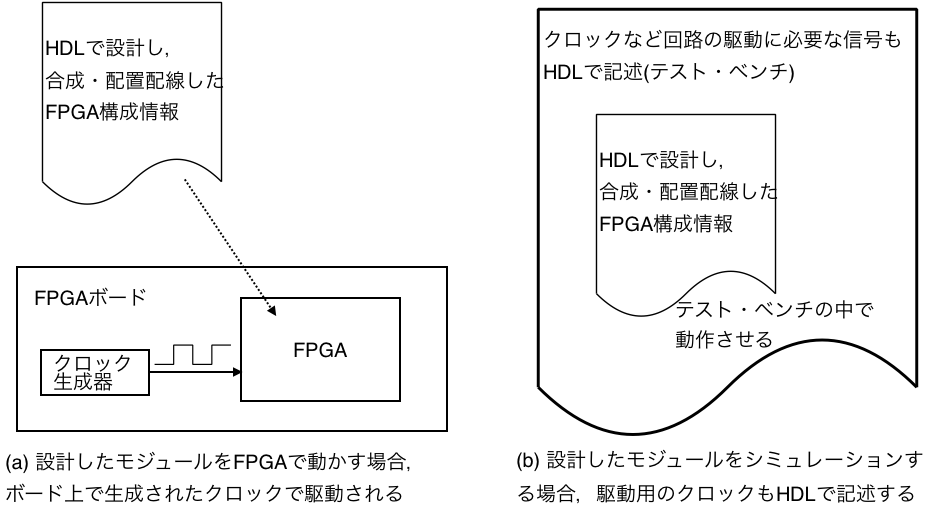 HDLで設計し,
合成・配置配線した
FPGA構成情報
FPGAボード
クロック
生成器
FPGA
(a) 設計したモジュールをFPGAで動かす場合,
ボード上で生成されたクロックで駆動される
クロックなど回路の駆動に必要な信号も
HDLで記述(テスト・ベンチ)
HDLで設計し,
合成・配置配線した
FPGA構成情報
テスト・ベンチの中で
動作させる
(b) 設計したモジュールをシミュレーションす
る場合, 駆動用のクロックもHDLで記述する